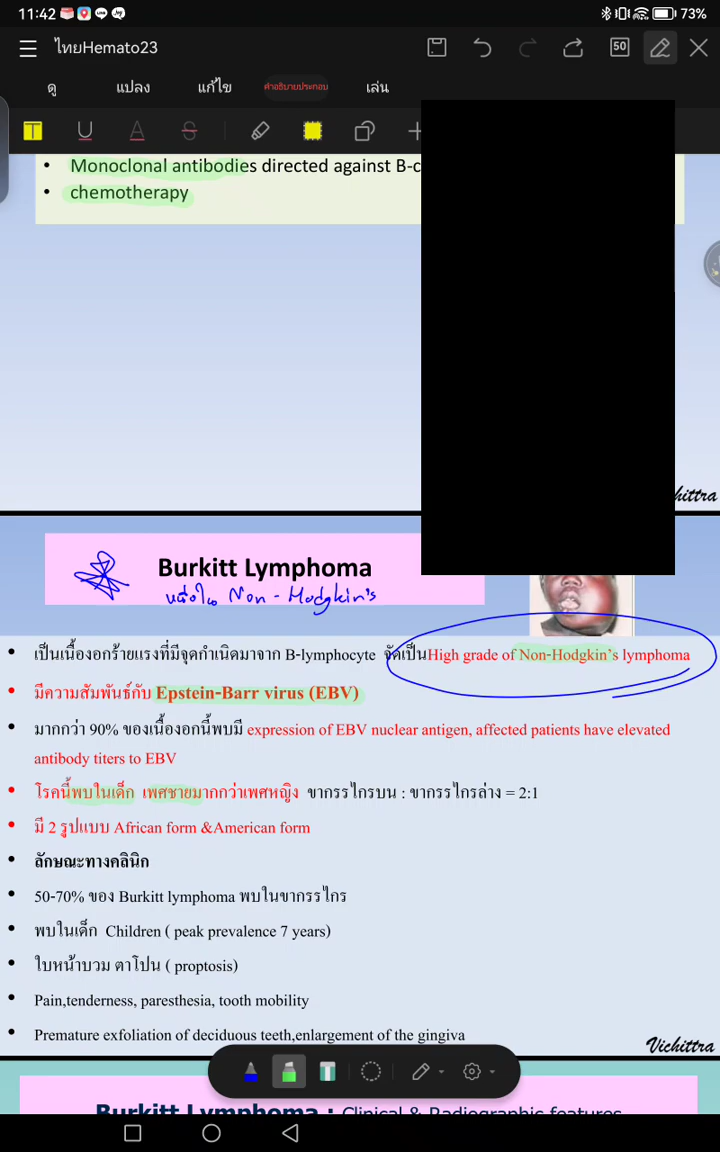 11:42
73%
ไทยHemato23
50
ดู แปลง แก้ไข คำอธิบายประกอบ เล่น
T U A S
• Monoclonal antibodies directed against B-c
• chemotherapy
hittra
Burkitt Lymphoma
Non - Hodgkin's
• เป็นเนื้องอกร้ายแรงที่มีจุดกำเนิดมาจาก B-lymphocyte จัดเป็นHigh grade of Non-Hodgkin's lymphoma
• มีความสัมพันธ์กับ Epstein-Barr virus (EBV)
• มากกว่า 90% ของเนื้องอกนี้พบมี expression of EBV nuclear antigen, affected patients have elevated
antibody titers to EBV
• โรคนี้พบในเด็ก เพศชายมากกว่าเพศหญิง ขากรรไกรบน : ขากรรไกรล่าง = 2:1
• มี 2 รูปแบบ African form &American form
• ลักษณะทางคลินิก
• 50-70% ของ Burkitt lymphoma พบในขากรรไกร
• พบในเด็ก Children ( peak prevalence 7 years)
• ใบหน้าบวม ตาโปน ( proptosis)
• Pain,tenderness, paresthesia, tooth mobility
• Premature exfoliation of deciduous teeth,enlargement of the gingiva
Vichittra
Burkitt Lymphoma : Clinical & Radiographic features